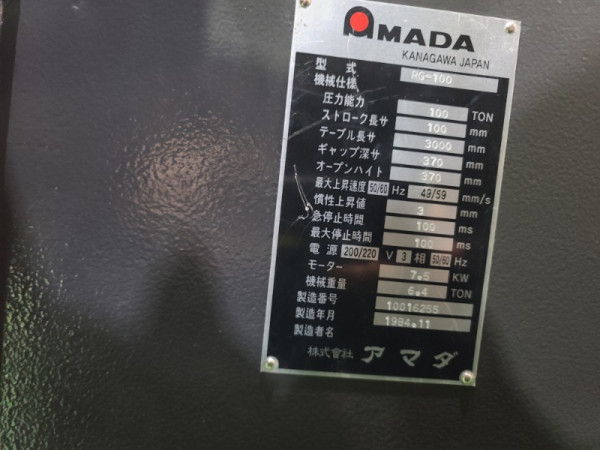 AMADA
KANAGAWA JAPAN
型式 RG-100
機械仕様
圧力能力 100 TON
ストローク長サ 100 mm
テーブル長サ 3000 mm
ギャップ深サ 370 mm
オープンハイト 370 mm
最大上昇速度 50/60 Hz 49/59 mm/s
慣性上昇値 3 mm
急停止時間 100 ms
最大停止時間 100 ms
電源 200/220 V 3 相 50/60 Hz
モーター 7.5 KW
機械重量 6.4 TON
製造番号 10016255
製造年月 1984.11
製造者名
株式會社 アマダ